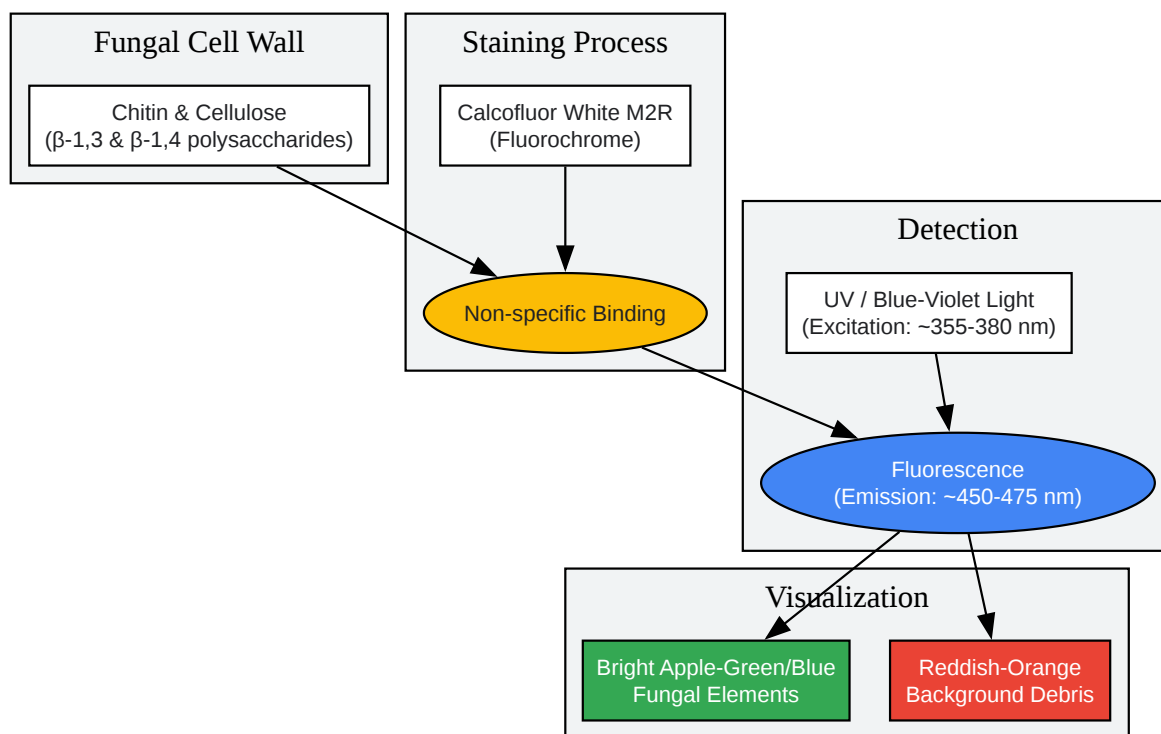 Fungal Cell Wall
Chitin & Cellulose
(β-1,3 & β-1,4 polysaccharides)
Staining Process
Calcofluor White M2R
(Fluorochrome)
Non-specific Binding
Detection
UV / Blue-Violet Light
(Excitation: ~355-380 nm)
Fluorescence
(Emission: ~450-475 nm)
Visualization
Bright Apple-Green/Blue
Fungal Elements
Reddish-Orange
Background Debris